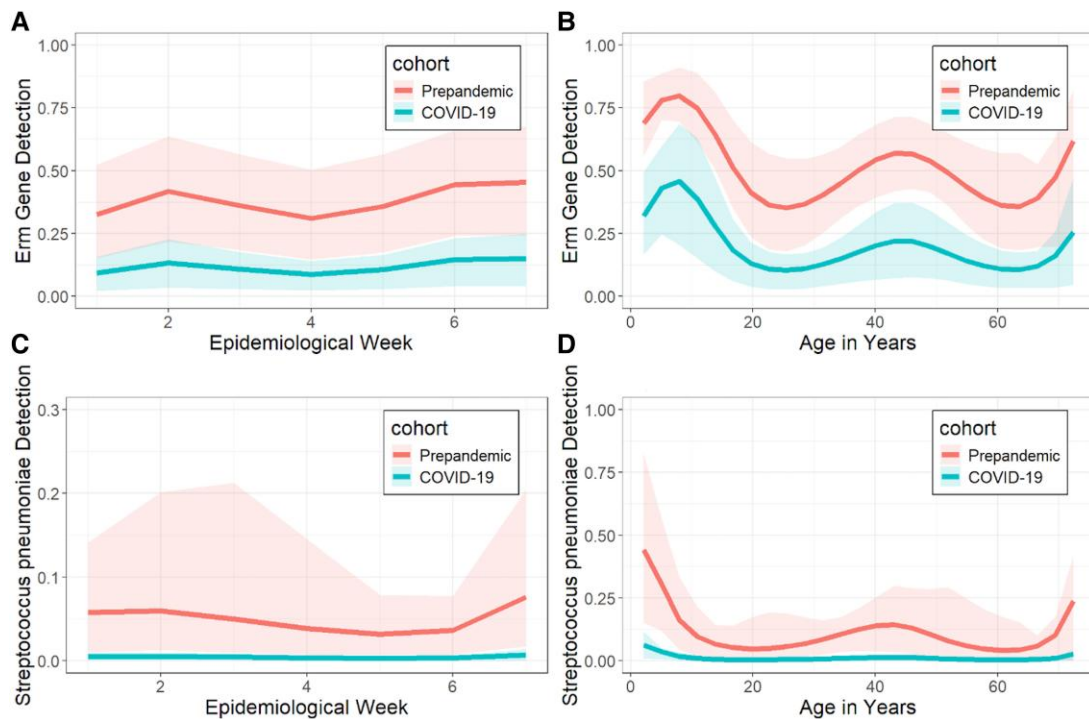 A
Erm Gene Detection
1.00
0.75
0.50
0.25
0.00
cohort
Prepandemic
COVID-19
2
4
6
Epidemiological Week
B
Erm Gene Detection
1.00
0.75
0.50
0.25
0.00
cohort
Prepandemic
COVID-19
0
20
40
60
Age in Years
C
Streptococcus pneumoniae Detection
0.3
0.2
0.1
0.0
cohort
Prepandemic
COVID-19
2
4
6
Epidemiological Week
D
Streptococcus pneumoniae Detection
1.00
0.75
0.50
0.25
0.00
cohort
Prepandemic
COVID-19
0
20
40
60
Age in Years